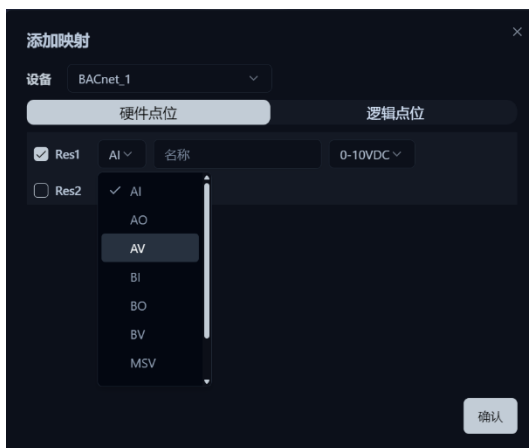 添加映射
设备 BACnet_1
硬件点位 逻辑点位
Res1 AI 名称 0-10VDC
Res2
AI
AO
AV
BI
BO
BV
MSV
确认